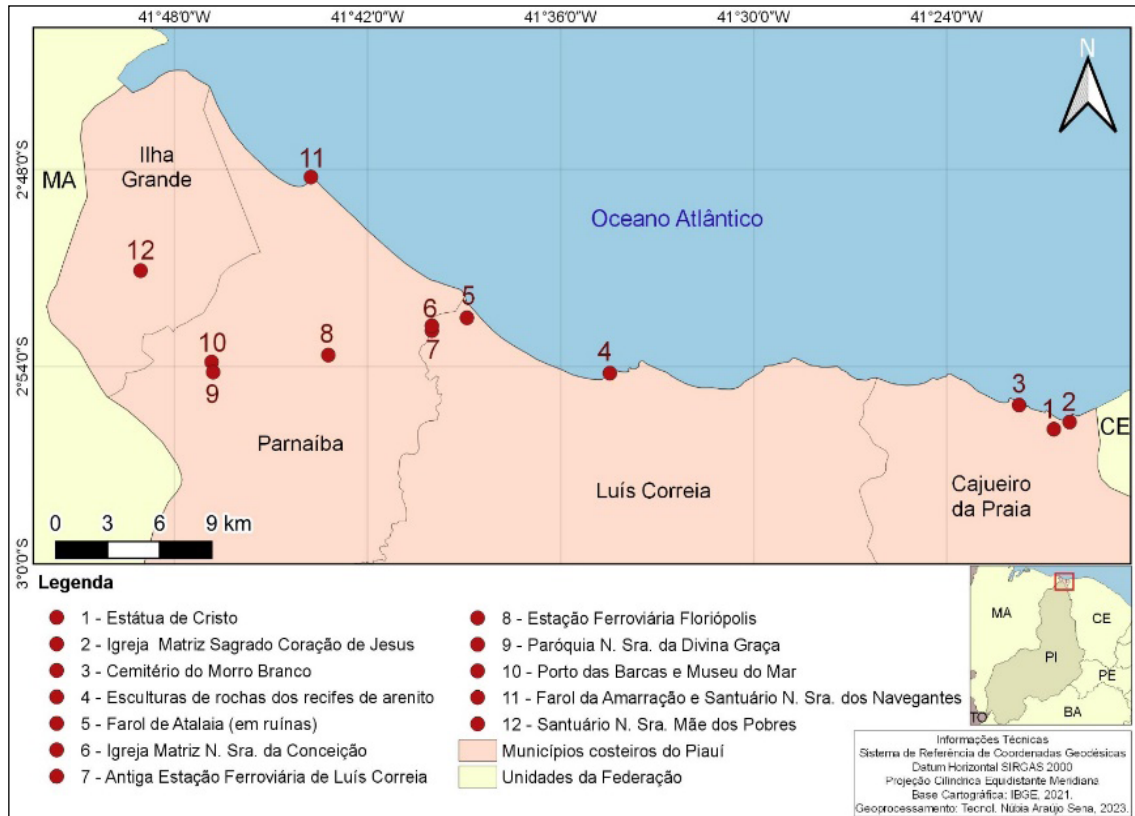 41°48'0"W 41°42'0"W 41°36'0"W 41°30'0"W 41°24'0"W
N
2°48'0"S
2°54'0"S
3°0'0"S
MA
Ilha
Grande
11
Oceano Atlântico
12
5
6
7
8
10
9
4
3
1 2
CE
Parnaíba
Luís Correia
Cajueiro
da Praia
0 3 6 9 km
Legenda
1 - Estátua de Cristo
2 - Igreja Matriz Sagrado Coração de Jesus
3 - Cemitério do Morro Branco
4 - Esculturas de rochas dos recifes de arenito
5 - Farol de Atalaia (em ruínas)
6 - Igreja Matriz N. Sra. da Conceição
7 - Antiga Estação Ferroviária de Luís Correia
8 - Estação Ferroviária Floriópolis
9 - Paróquia N. Sra. da Divina Graça
10 - Porto das Barcas e Museu do Mar
11 - Farol da Amarração e Santuário N. Sra. dos Navegantes
12 - Santuário N. Sra. Mãe dos Pobres
Municípios costeiros do Piauí
Unidades da Federação
MA
CE
PI
PE
BA
TO
Informações Técnicas
Sistema de Referência de Coordenadas Geodésicas
Datum Horizontal SIRGAS 2000
Projeção Cilíndrica Equidistante Meridiana
Base Cartográfica: IBGE, 2021.
Geoprocessamento: Tecnol. Núbia Araújo Sena, 2023.